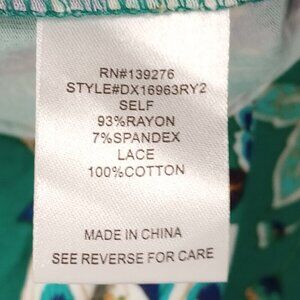 RN#139276
STYLE#DX16963RY2
SELF
93%RAYON
7%SPANDEX
LACE
100%COTTON
MADE IN CHINA
SEE REVERSE FOR CARE